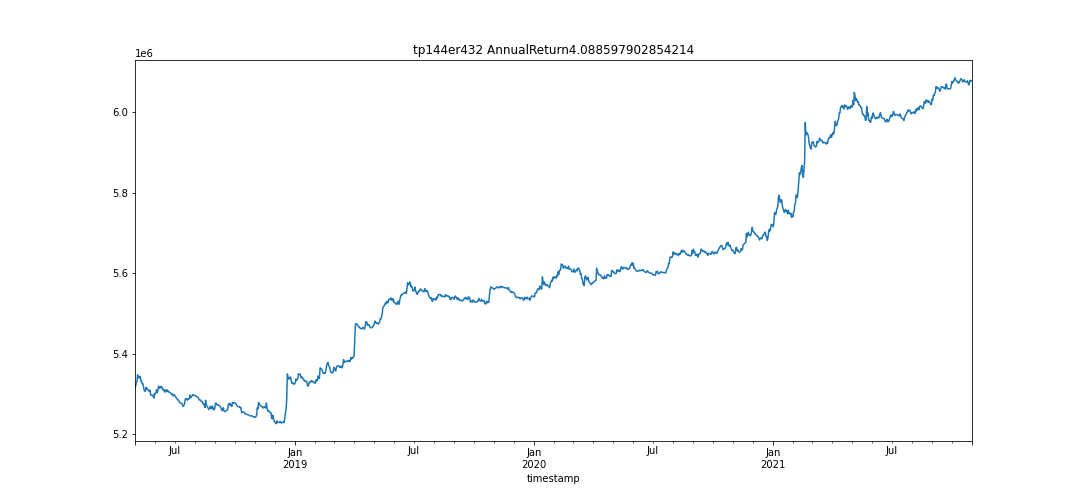 tp144er432 AnnualReturn4.088597902854214
1e6
6.0
5.8
5.6
5.4
5.2
Jul Jan Jul Jan Jul Jan Jul
2019 2020 2021
timestamp